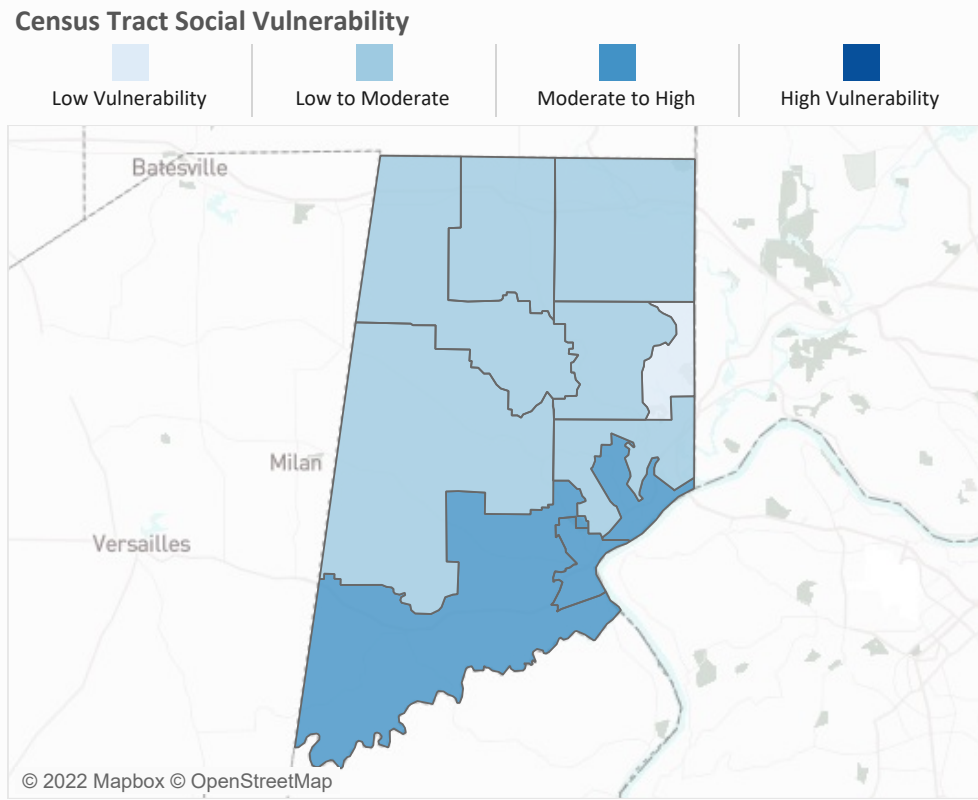 Census Tract Social Vulnerability
Low Vulnerability
Low to Moderate
Moderate to High
High Vulnerability
Batesville
Milan
Versailles
© 2022 Mapbox © OpenStreetMap